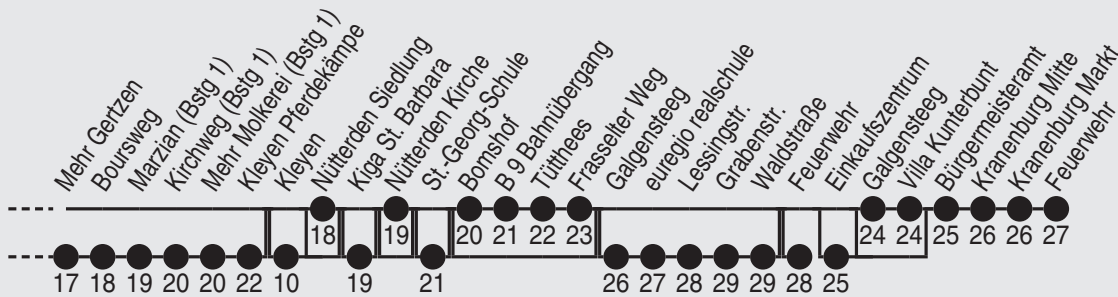 Mehr Gertzen
Boursweg
Marzian (Bstg 1)
Kirchweg (Bstg 1)
Mehr Molkerei (Bstg 1)
Kleyen Pferdekämpe
Kleyen
Nütterden Siedlung
Kiga St. Barbara
Nütterden Kirche
St.-Georg-Schule
Bomshof
B 9 Bahnübergang
Tütthees
Frasselter Weg
Galgensteeg
euregio realschule
Lessingstr.
Grabenstr.
Waldstraße
Feuerwehr
Einkaufszentrum
Galgensteeg
Villa Kunterbunt
Bürgermeisteramt
Kranenburg Mitte
Kranenburg Markt
Feuerwehr
18 19 20 21 22 23 24 24 25 26 26 27
17 18 19 20 20 22 10 19 21 26 27 28 29 29 28 25